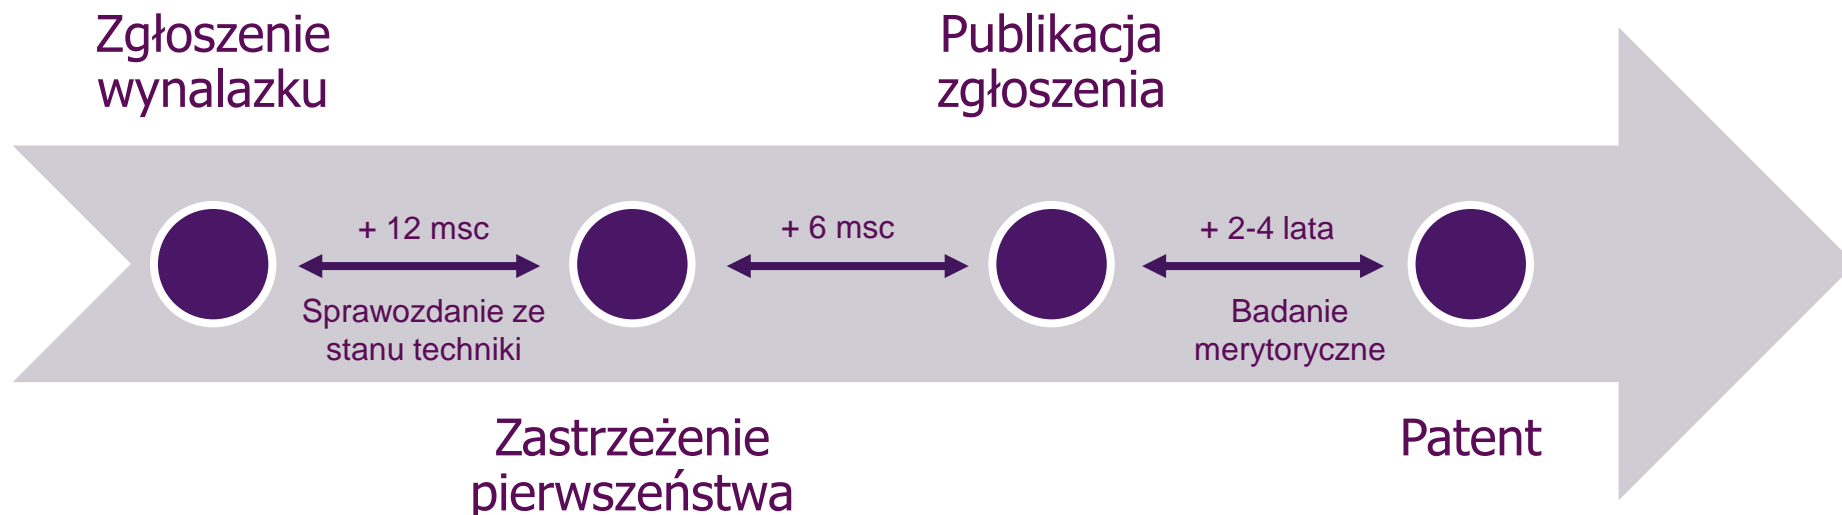 Zgłoszenie
wynalazku
Publikacja
zgłoszenia
+ 12 msc
+ 6 msc
+ 2-4 lata
Sprawozdanie ze
stanu techniki
Badanie
merytoryczne
Zastrzeżenie
pierwszeństwa
Patent